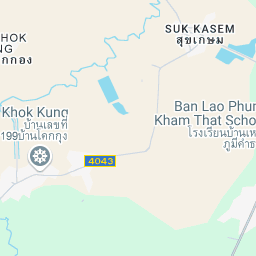 HOK
NG
กกอง
SUK KASEM
สุขเกษม
Khok Kung
บ้านเลขที่
199บ้านโคกกุง
Ban Lao Phu
Kham That Scho
โรงเรียนบ้านเห
ภูมีคำธ
4043